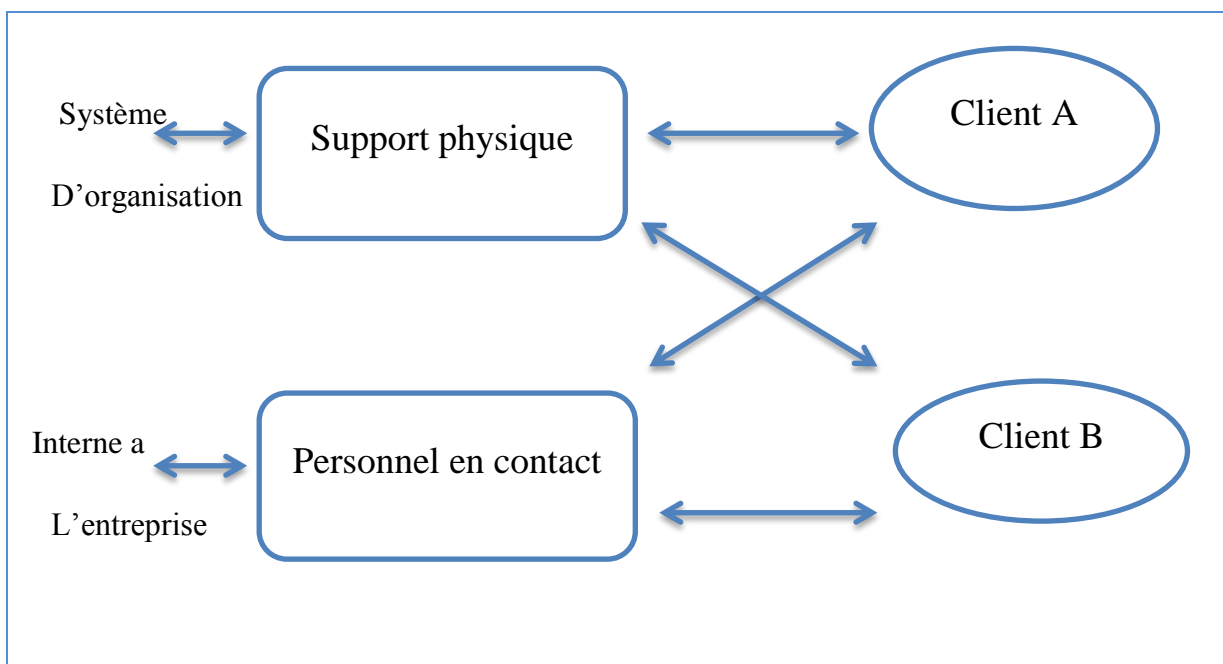 Système
D’organisation
Support physique
Client A
Interne a
L’entreprise
Personnel en contact
Client B